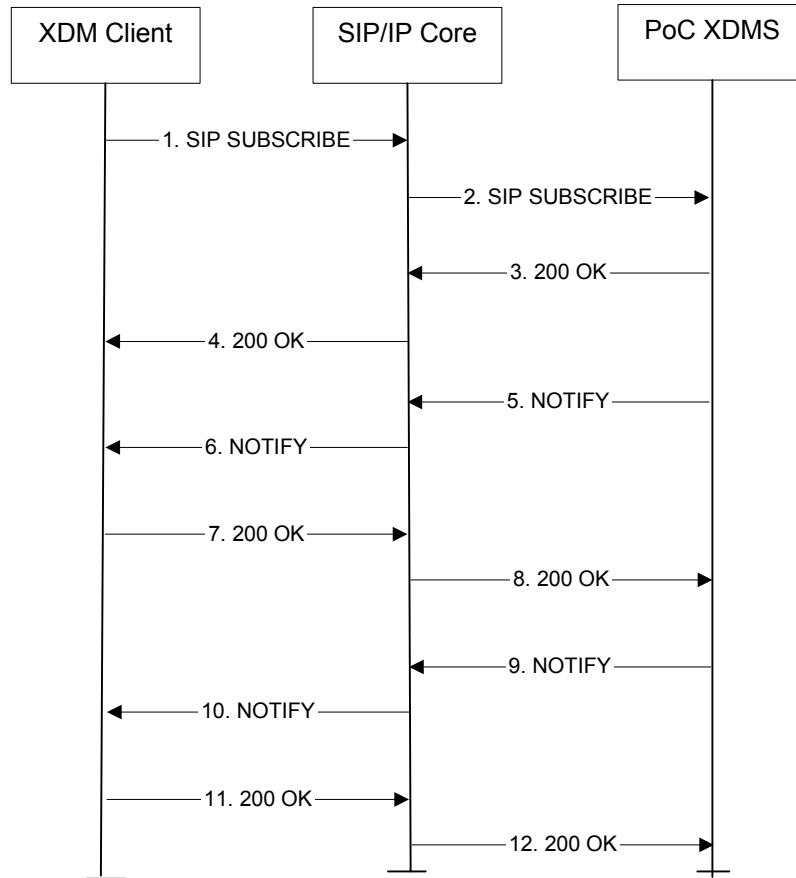 XDM Client
SIP/IP Core
PoC XDMS
1. SIP SUBSCRIBE
2. SIP SUBSCRIBE
3. 200 OK
4. 200 OK
5. NOTIFY
6. NOTIFY
7. 200 OK
8. 200 OK
9. NOTIFY
10. NOTIFY
11. 200 OK
12. 200 OK